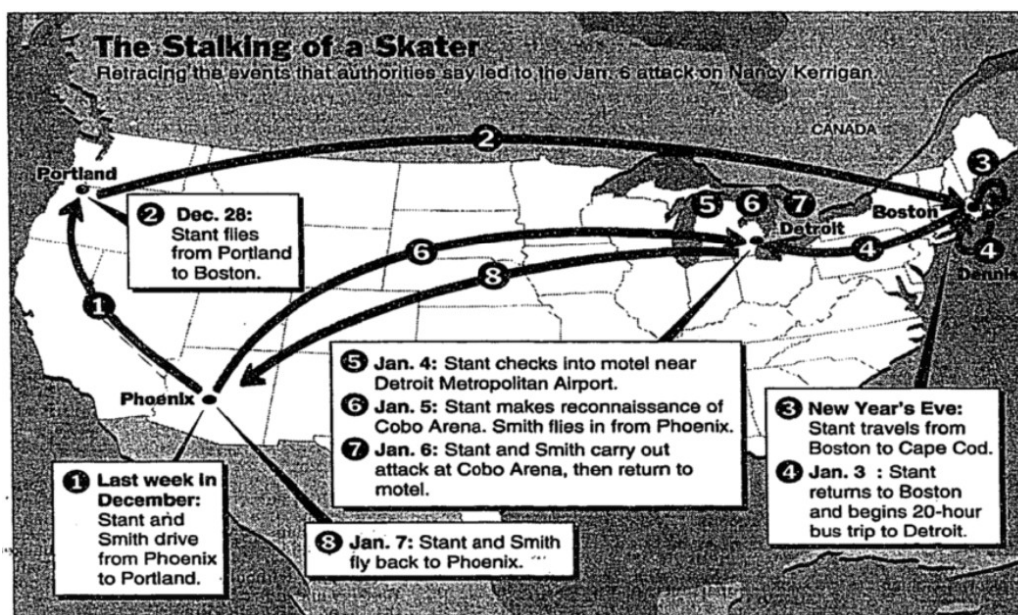 The Stalking of a Skater
Retracing the events that authorities say led to the Jan. 6 attack on Nancy Kerrigan.
CANADA
2
3
Portland
5 6 7
Boston
Detroit
2 Dec. 28:
Stant flies
from Portland
to Boston.
6
4
4
Dennis
8
1
Phoenix
5 Jan. 4: Stant checks into motel near
Detroit Metropolitan Airport.
6 Jan. 5: Stant makes reconnaissance of
Cobo Arena. Smith flies in from Phoenix.
7 Jan. 6: Stant and Smith carry out
attack at Cobo Arena, then return to
motel.
3 New Year's Eve:
Stant travels from
Boston to Cape Cod.
4 Jan. 3 : Stant
returns to Boston
and begins 20-hour
bus trip to Detroit.
1 Last week in
December:
Stant and
Smith drive
from Phoenix
to Portland.
8 Jan. 7: Stant and Smith
fly back to Phoenix.